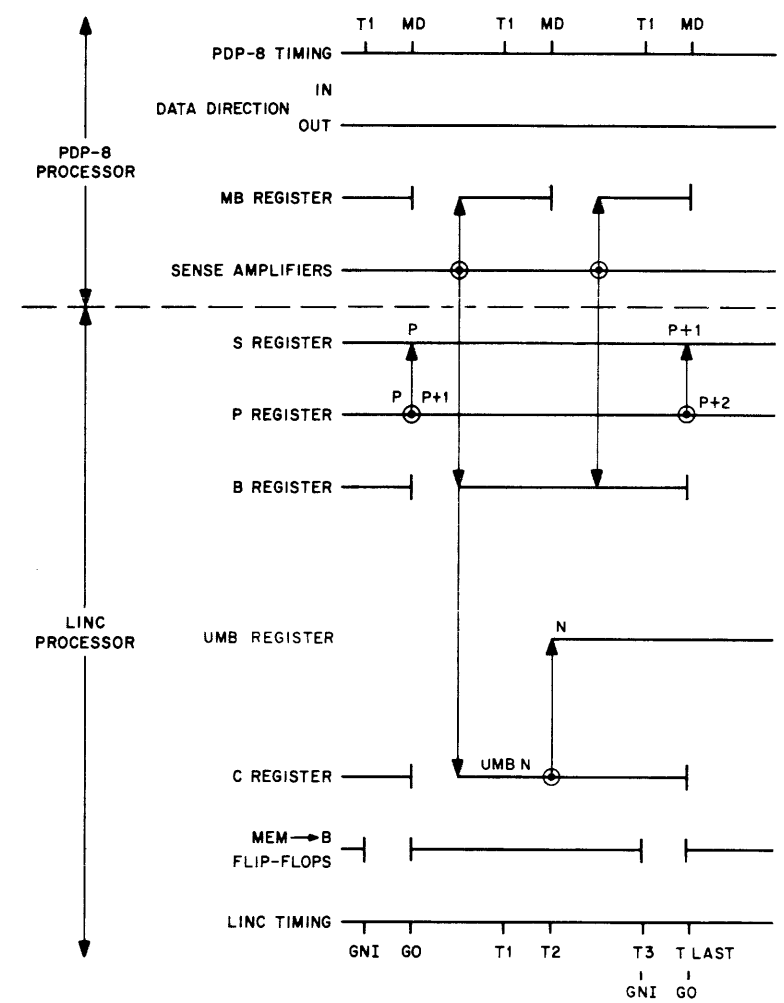 T1 MD T1 MD T1 MD
PDP-8 TIMING
IN
DATA DIRECTION
OUT
PDP-8
PROCESSOR
MB REGISTER
SENSE AMPLIFIERS
P P+1
S REGISTER
P P+1 P+2
P REGISTER
B REGISTER
LINC
PROCESSOR
N
UMB REGISTER
UMB N
C REGISTER
MEM→B
FLIP-FLOPS
LINC TIMING
GNI GO T1 T2 T3 T LAST
GNI GO